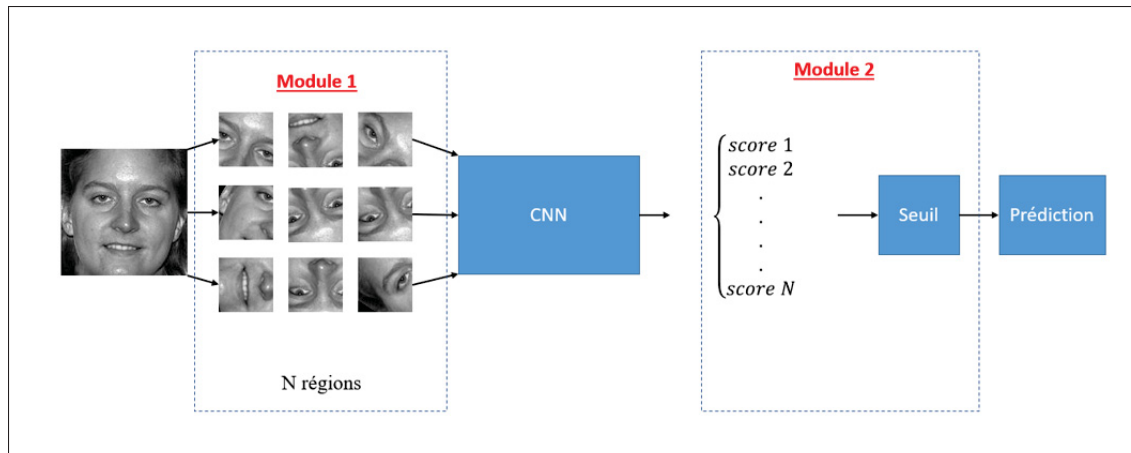 Module 1
N régions
CNN
Module 2
score 1
score 2
.
.
.
.
score N
Seuil
Prédiction